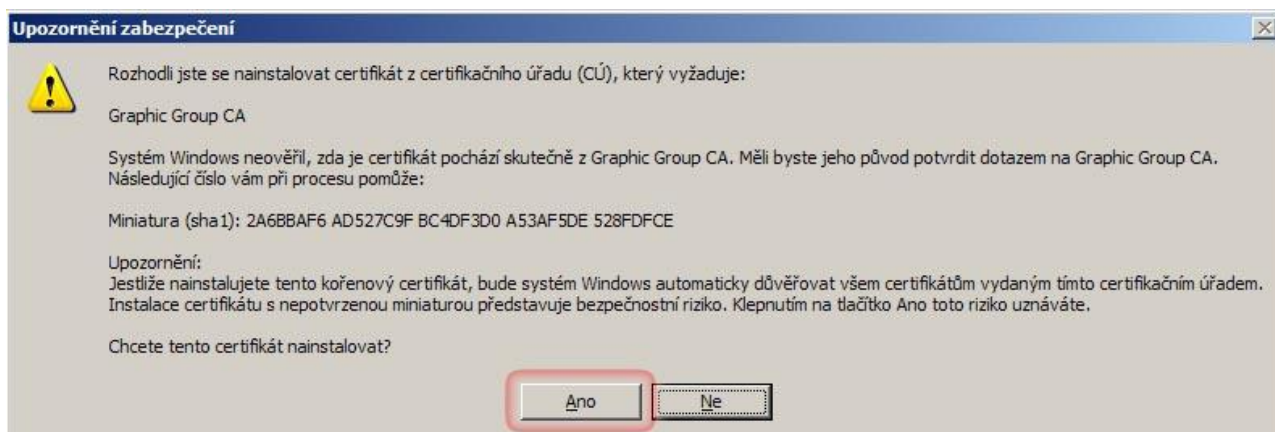 Upozornění zabezpečení
Rozhodli jste se nainstalovat certifikát z certifikačního úřadu (CÚ), který vyžaduje:
Graphic Group CA
Systém Windows neověřil, zda je certifikát pochází skutečně z Graphic Group CA. Měli byste jeho původ potvrdit dotazem na Graphic Group CA.
Následující číslo vám při procesu pomůže:
Miniatura (sha1): 2A6BBAF6 AD527C9F BC4DF3D0 A53AF5DE 528FDFCE
Upozornění:
Jestliže nainstalujete tento kořenový certifikát, bude systém Windows automaticky důvěřovat všem certifikátům vydaným tímto certifikačním úřadem.
Instalace certifikátu s nepotvrzenou miniaturou představuje bezpečnostní riziko. Klepnutím na tlačítko Ano toto riziko uznáváte.
Chcete tento certifikát nainstalovat?
Ano Ne